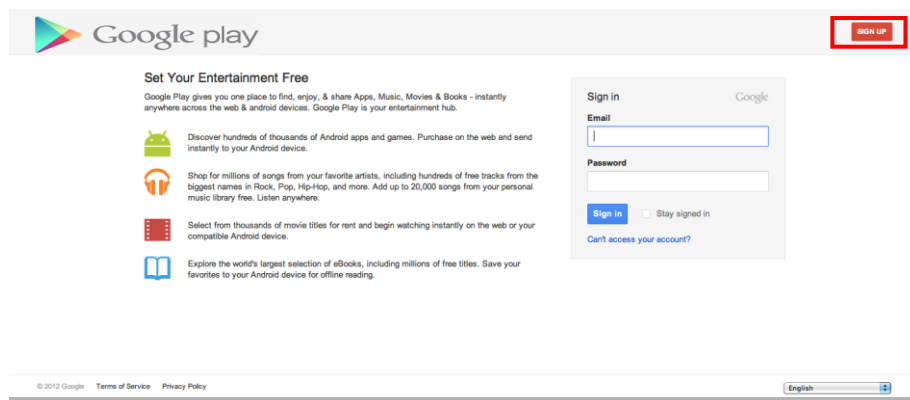 Google play
SIGN UP
Set Your Entertainment Free
Google Play gives you one place to find, enjoy, & share Apps, Music, Movies & Books - instantly
anywhere across the web & android devices. Google Play is your entertainment hub.
Discover hundreds of thousands of Android apps and games. Purchase on the web and send
instantly to your Android device.
Shop for millions of songs from your favorite artists, including hundreds of free tracks from the
biggest names in Rock, Pop, Hip-Hop, and more. Add up to 20,000 songs from your personal
music library free. Listen anywhere.
Select from thousands of movie titles for rent and begin watching instantly on the web or your
compatible Android device.
Explore the world's largest selection of eBooks, including millions of free titles. Save your
favorites to your Android device for offline reading.
Sign in Google
Email
Password
Sign in Stay signed in
Can't access your account?
© 2012 Google Terms of Service Privacy Policy English